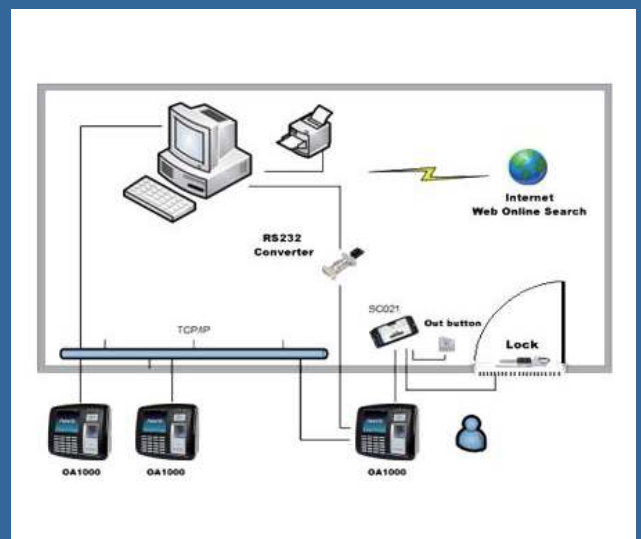 Internet
Web Online Search
RS232
Converter
SC021
Out button
TCP/IP
Lock
OA1000
OA1000
OA1000